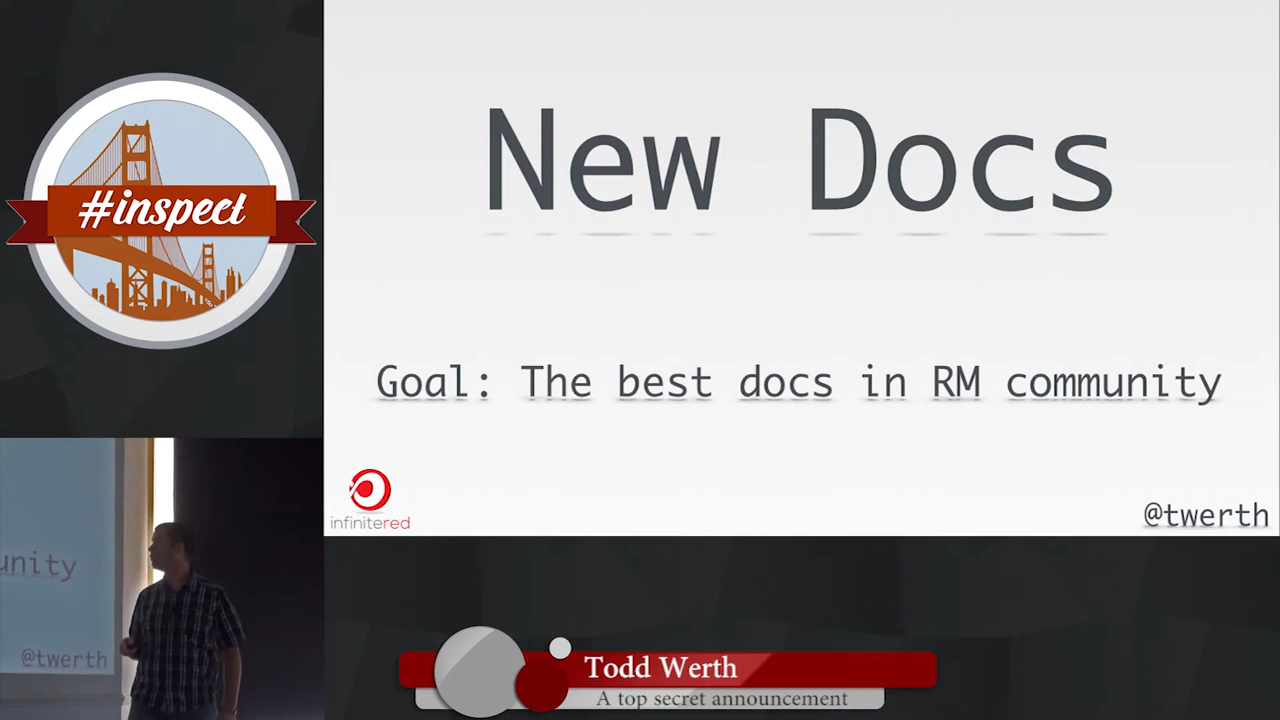 #inspect
New Docs
Goal: The best docs in RM community
infinitered
@twerth
unity
@twerth
Todd Werth
A top secret announcement